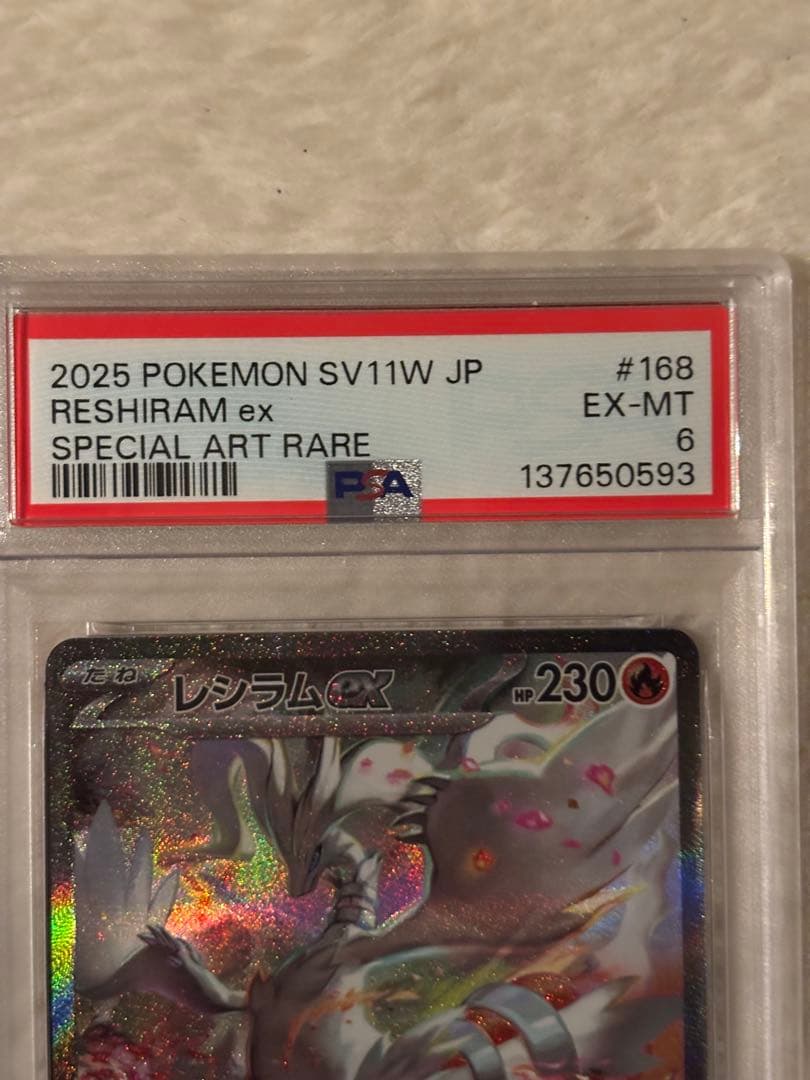 2025 POKEMON SV11W JP #168
RESHIRAM ex EX-MT
SPECIAL ART RARE 6
PSA 137650593
たね レシラムex HP230